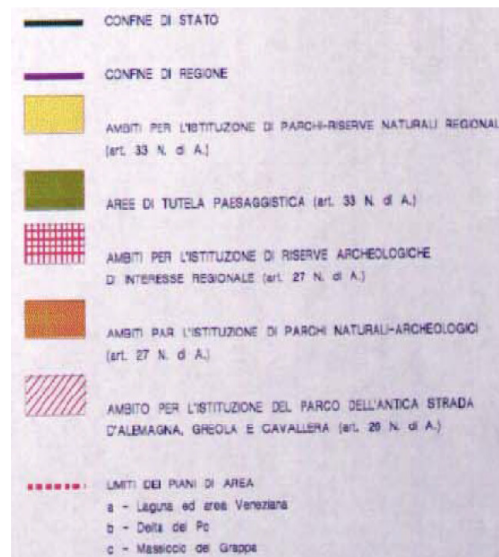 CONFINE DI STATO
CONFINE DI REGIONE
AMBITI PER L'ISTITUZIONE DI PARCHI-RISERVE NATURALI REGIONAL
(art. 33 N. di A.)
AREE DI TUTELA PAESAGGISTICA (art. 33 N. di A.)
AMBITI PER L'ISTITUZIONE DI RISERVE ARCHEOLOGICHE
DI INTERESSE REGIONALE (art. 27 N. di A.)
AMBITI PAR L'ISTITUZIONE DI PARCHI NATURALI-ARCHEOLOGICI
(art. 27 N. di A.)
AMBITO PER L'ISTITUZIONE DEL PARCO DELL'ANTICA STRADA
D'ALEMAGNA, GREOLA E CAVALLERA (art. 28 N. di A.)
LIMITI DEI PIANI DI AREA
a - Laguna ed area Veneziana
b - Delta del Po
c - Massiccio del Grappa